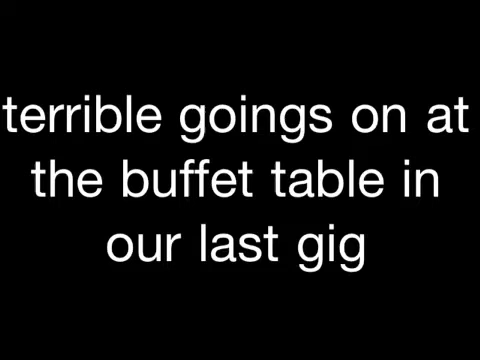 terrible goings on at
the buffet table in
our last gig